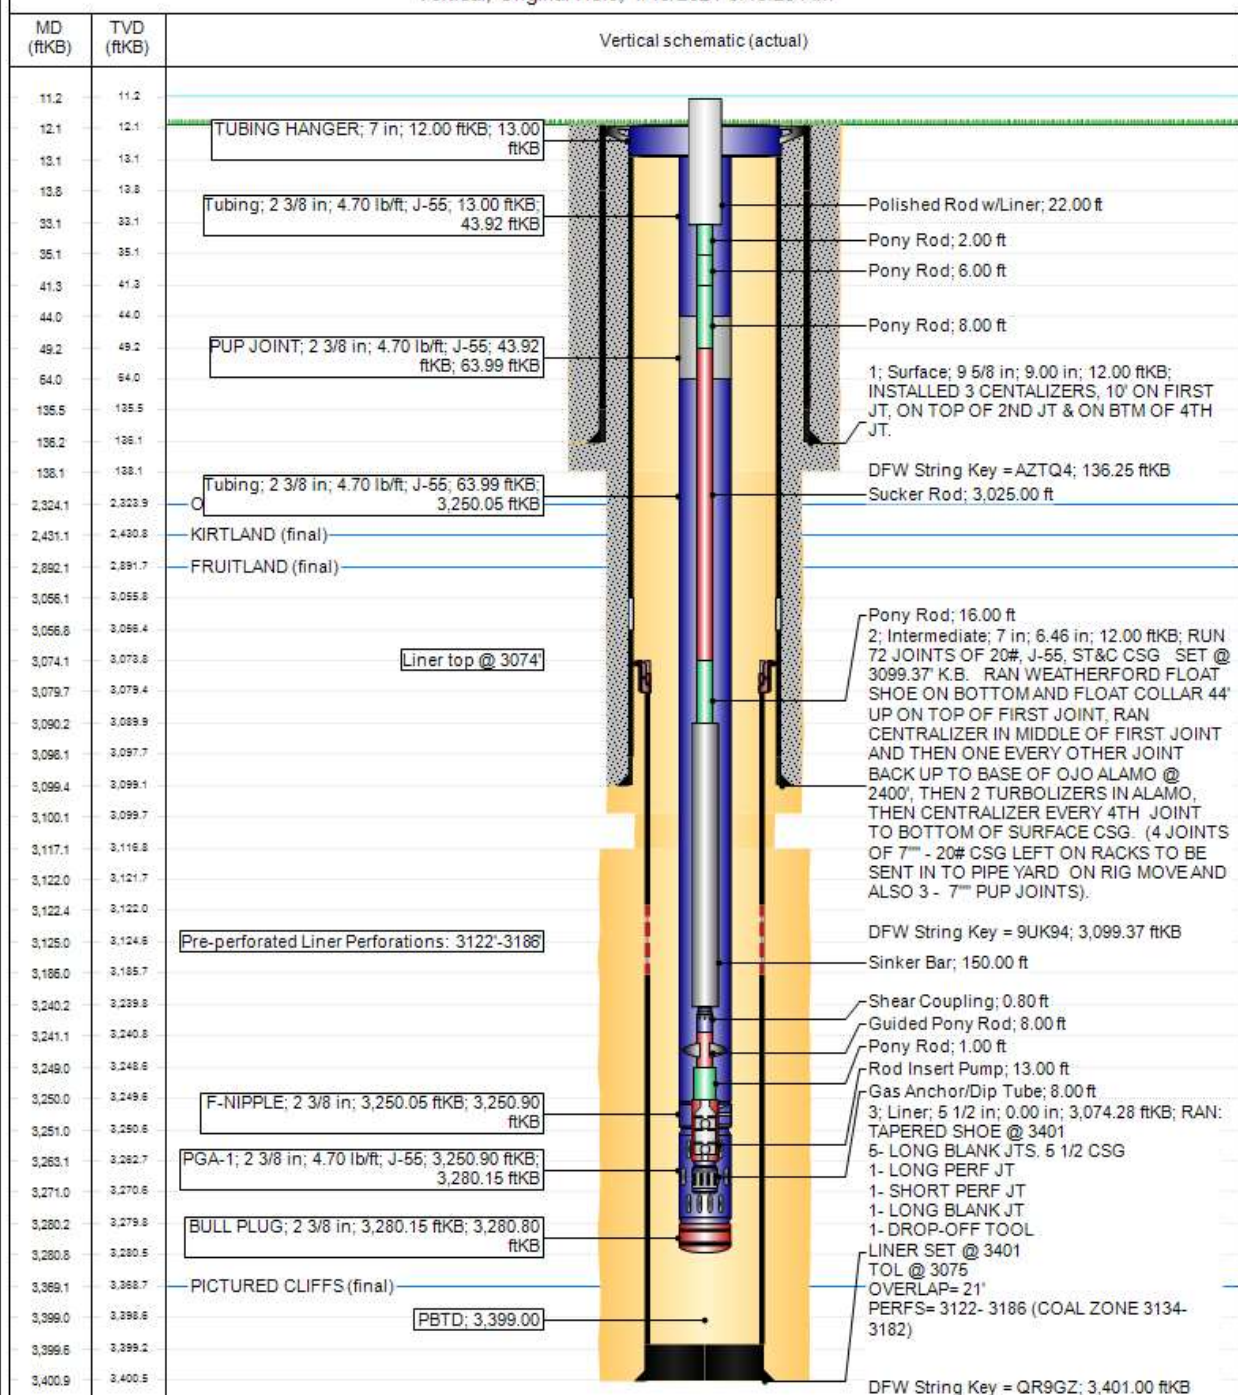 MD
(ftKB)
TVD
(ftKB)
Vertical schematic (actual)
11.2 11.2
12.1 12.1
13.1 13.1
13.8 13.8
33.1 33.1
35.1 35.1
41.3 41.3
44.0 44.0
49.2 49.2
64.0 64.0
135.5 135.5
136.2 136.1
138.1 138.1
2,324.1 2,323.9
2,431.1 2,430.8
2,892.1 2,891.7
3,056.1 3,055.8
3,056.8 3,056.4
3,074.1 3,073.8
3,079.7 3,079.4
3,090.2 3,089.9
3,098.1 3,097.7
3,099.4 3,099.1
3,100.1 3,099.7
3,117.1 3,116.8
3,122.0 3,121.7
3,122.4 3,122.0
3,125.0 3,124.6
3,186.0 3,185.7
3,240.2 3,239.8
3,241.1 3,240.8
3,249.0 3,248.6
3,250.0 3,249.6
3,251.0 3,250.6
3,263.1 3,262.7
3,271.0 3,270.6
3,280.2 3,279.8
3,280.8 3,280.5
3,369.1 3,368.7
3,399.0 3,398.6
3,399.6 3,399.2
3,400.9 3,400.5
TUBING HANGER; 7 in; 12.00 ftKB; 13.00
ftKB
Tubing; 2 3/8 in; 4.70 lb/ft; J-55; 13.00 ftKB;
43.92 ftKB
PUP JOINT; 2 3/8 in; 4.70 lb/ft; J-55; 43.92
ftKB; 63.99 ftKB
Tubing; 2 3/8 in; 4.70 lb/ft; J-55; 63.99 ftKB;
3,250.05 ftKB
O
KIRTLAND (final)
FRUITLAND (final)
Liner top @ 3074'
Pre-perforated Liner Perforations: 3122'-3186'
F-NIPPLE; 2 3/8 in; 3,250.05 ftKB; 3,250.90
ftKB
PGA-1; 2 3/8 in; 4.70 lb/ft; J-55; 3,250.90 ftKB;
3,280.15 ftKB
BULL PLUG; 2 3/8 in; 3,280.15 ftKB; 3,280.80
ftKB
PICTURED CLIFFS (final)
PBTD; 3,399.00
Polished Rod w/Liner; 22.00 ft
Pony Rod; 2.00 ft
Pony Rod; 6.00 ft
Pony Rod; 8.00 ft
1; Surface; 9 5/8 in; 9.00 in; 12.00 ftKB;
INSTALLED 3 CENTALIZERS, 10' ON FIRST
JT, ON TOP OF 2ND JT & ON BTM OF 4TH
JT.
DFW String Key = AZTQ4; 136.25 ftKB
Sucker Rod; 3,025.00 ft
Pony Rod; 16.00 ft
2; Intermediate; 7 in; 6.46 in; 12.00 ftKB; RUN
72 JOINTS OF 20#, J-55, ST&C CSG SET @
3099.37' K.B. RAN WEATHERFORD FLOAT
SHOE ON BOTTOM AND FLOAT COLLAR 44'
UP ON TOP OF FIRST JOINT, RAN
CENTRALIZER IN MIDDLE OF FIRST JOINT
AND THEN ONE EVERY OTHER JOINT
BACK UP TO BASE OF OJO ALAMO @
2400', THEN 2 TURBOLIZERS IN ALAMO,
THEN CENTRALIZER EVERY 4TH JOINT
TO BOTTOM OF SURFACE CSG. (4 JOINTS
OF 7"" - 20# CSG LEFT ON RACKS TO BE
SENT IN TO PIPE YARD ON RIG MOVE AND
ALSO 3 - 7"" PUP JOINTS).
DFW String Key = 9UK94; 3,099.37 ftKB
Sinker Bar; 150.00 ft
Shear Coupling; 0.80 ft
Guided Pony Rod; 8.00 ft
Pony Rod; 1.00 ft
Rod Insert Pump; 13.00 ft
Gas Anchor/Dip Tube; 8.00 ft
3; Liner; 5 1/2 in; 0.00 in; 3,074.28 ftKB; RAN:
TAPERED SHOE @ 3401
5- LONG BLANK JTS. 5 1/2 CSG
1- LONG PERF JT
1- SHORT PERF JT
1- LONG BLANK JT
1- DROP-OFF TOOL
LINER SET @ 3401
TOL @ 3075
OVERLAP= 21'
PERFS= 3122- 3186 (COAL ZONE 3134-
3182)
DFW String Key = QR9GZ; 3,401.00 ftKB